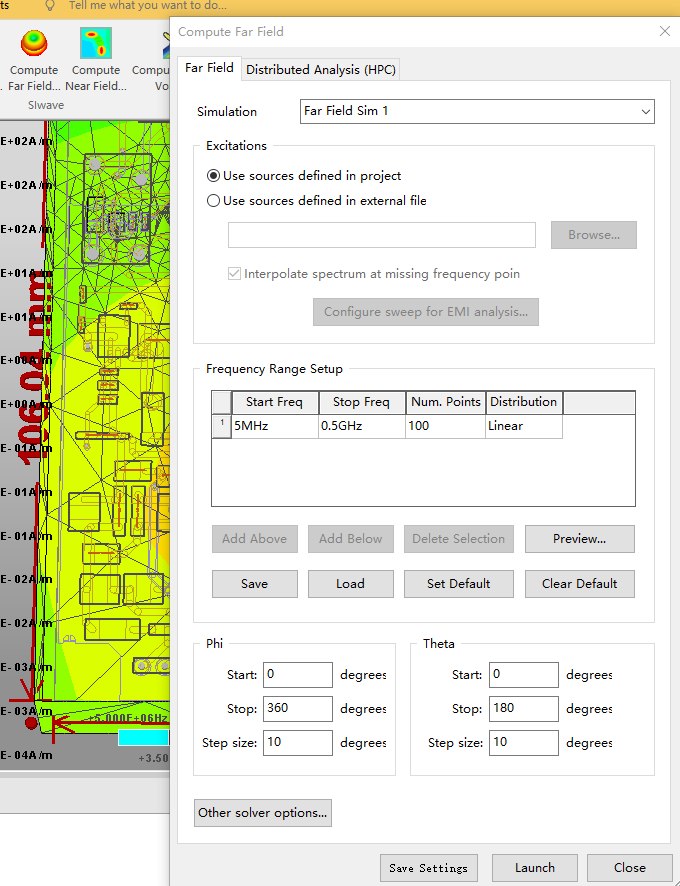 ts
Tell me what you want to do...
Compute
Far Field...
Compute
Near Field...
Compu
Vo
SIwave
E+02A/m
E+02A/m
E+02A/m
E+01A/m
E+01A/m
E+00A/m
E+00A/m
E-01A/m
E-01A/m
E-01A/m
E-02A/m
E-02A/m
E-03A/m
E-03A/m
E-04A/m
106.04 mm
+5.000E+06Hz
+3.50
Compute Far Field
Far Field
Distributed Analysis (HPC)
Simulation
Far Field Sim 1
Excitations
Use sources defined in project
Use sources defined in external file
Browse...
Interpolate spectrum at missing frequency poin
Configure sweep for EMI analysis...
Frequency Range Setup
Start Freq Stop Freq Num. Points Distribution
1 5MHz 0.5GHz 100 Linear
Add Above Add Below Delete Selection Preview...
Save Load Set Default Clear Default
Phi
Start: 0 degrees
Stop: 360 degrees
Step size: 10 degrees
Theta
Start: 0 degrees
Stop: 180 degrees
Step size: 10 degrees
Other solver options...
Save Settings Launch Close